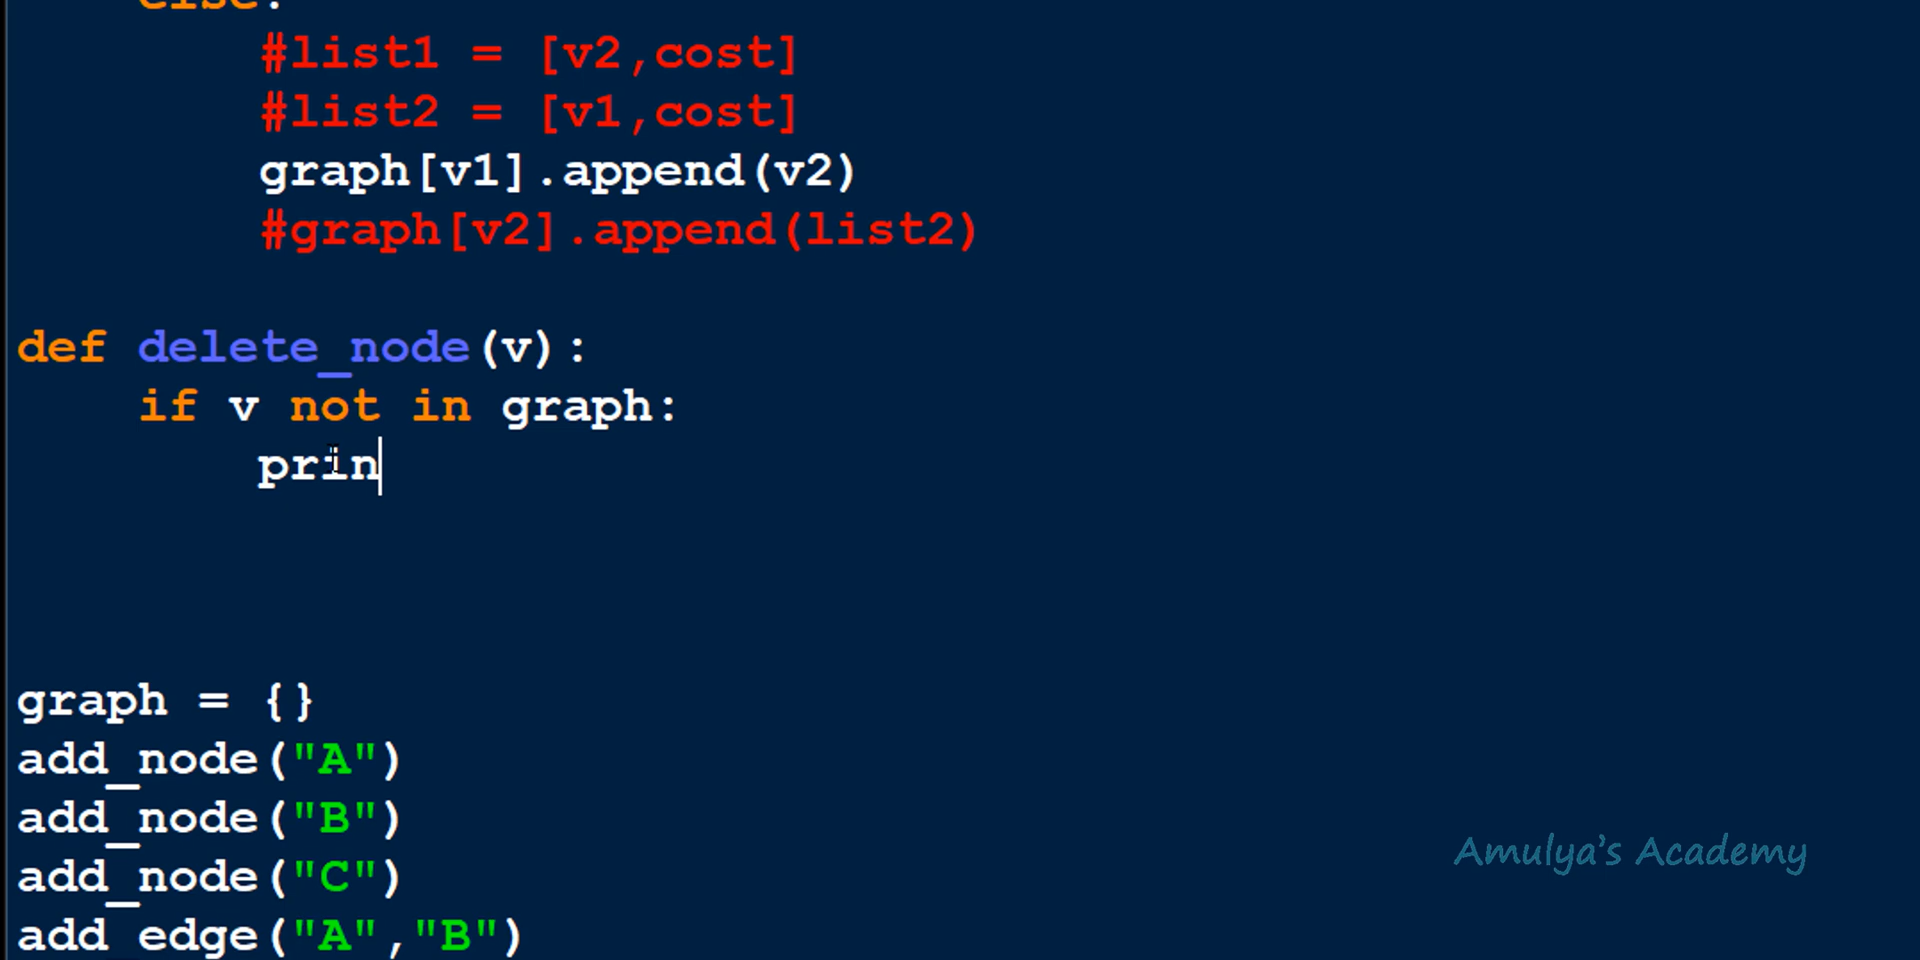 else:
#list1 = [v2,cost]
#list2 = [v1,cost]
graph[v1].append(v2)
#graph[v2].append(list2)
def delete_node(v):
if v not in graph:
prin
graph = {}
add_node("A")
add_node("B")
add_node("C")
add_edge("A","B")
Amulya's Academy